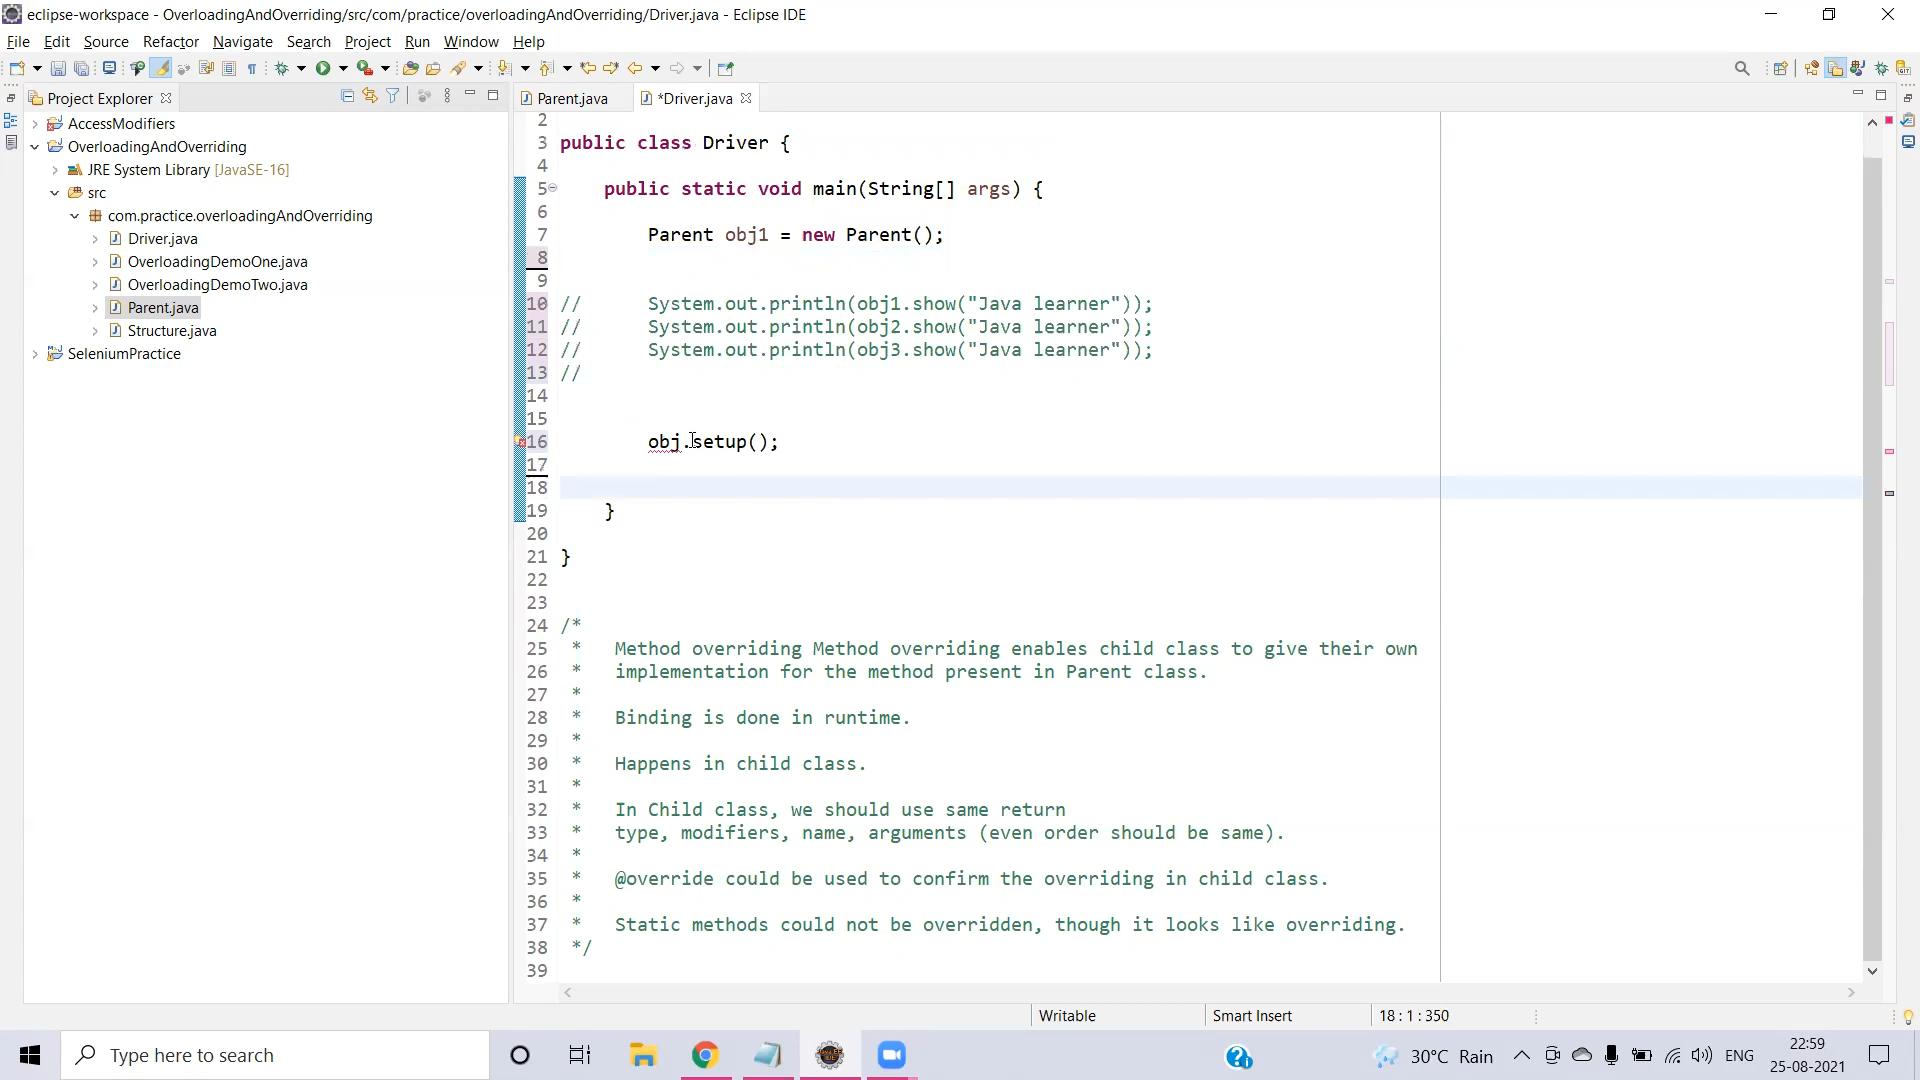 eclipse-workspace - OverloadingAndOverriding/src/com/practice/overloadingAndOverriding/Driver.java - Eclipse IDE
File Edit Source Refactor Navigate Search Project Run Window Help
Project Explorer
Parent.java
*Driver.java
AccessModifiers
OverloadingAndOverriding
JRE System Library [JavaSE-16]
src
com.practice.overloadingAndOverriding
Driver.java
OverloadingDemoOne.java
OverloadingDemoTwo.java
Parent.java
Structure.java
SeleniumPractice
2
3 public class Driver {
4
5 public static void main(String[] args) {
6
7 Parent obj1 = new Parent();
8
9
10 // System.out.println(obj1.show("Java learner"));
11 // System.out.println(obj2.show("Java learner"));
12 // System.out.println(obj3.show("Java learner"));
13 //
14
15
16 obj.setup();
17
18
19 }
20
21 }
22
23
24 /*
25 * Method overriding Method overriding enables child class to give their own
26 * implementation for the method present in Parent class.
27 *
28 * Binding is done in runtime.
29 *
30 * Happens in child class.
31 *
32 * In Child class, we should use same return
33 * type, modifiers, name, arguments (even order should be same).
34 *
35 * @override could be used to confirm the overriding in child class.
36 *
37 * Static methods could not be overridden, though it looks like overriding.
38 */
39
Writable
Smart Insert
18 : 1 : 350
Type here to search
30°C Rain
ENG
22:59
25-08-2021